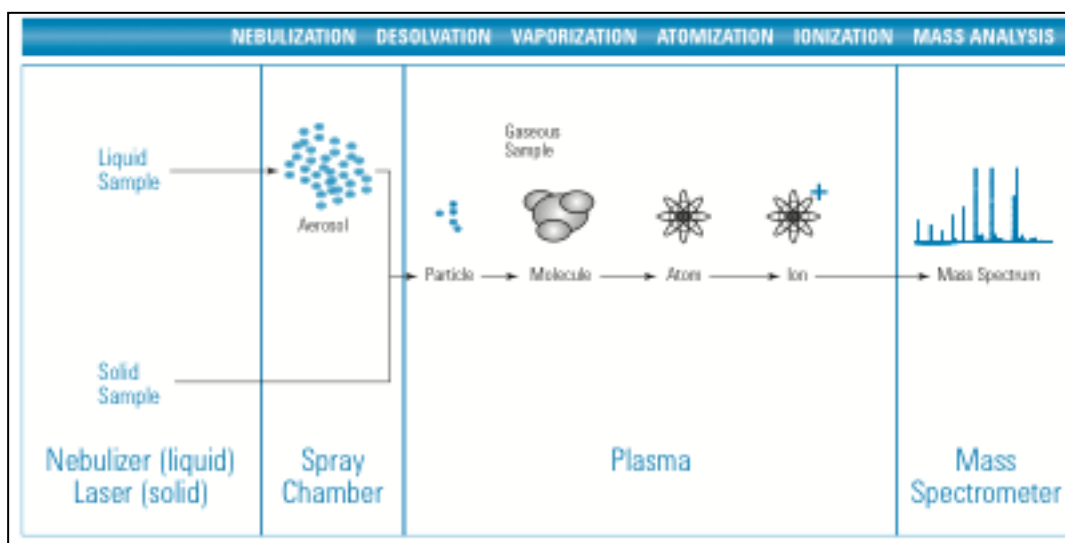 NEBULIZATION DESOLVATION VAPORIZATION ATOMIZATION IONIZATION MASS ANALYSIS
Liquid
Sample
Aerosol
Gaseous
Sample
Particle
Molecule
Atom
Ion
Mass Spectrum
Solid
Sample
Nebulizer (liquid)
Laser (solid)
Spray
Chamber
Plasma
Mass
Spectrometer